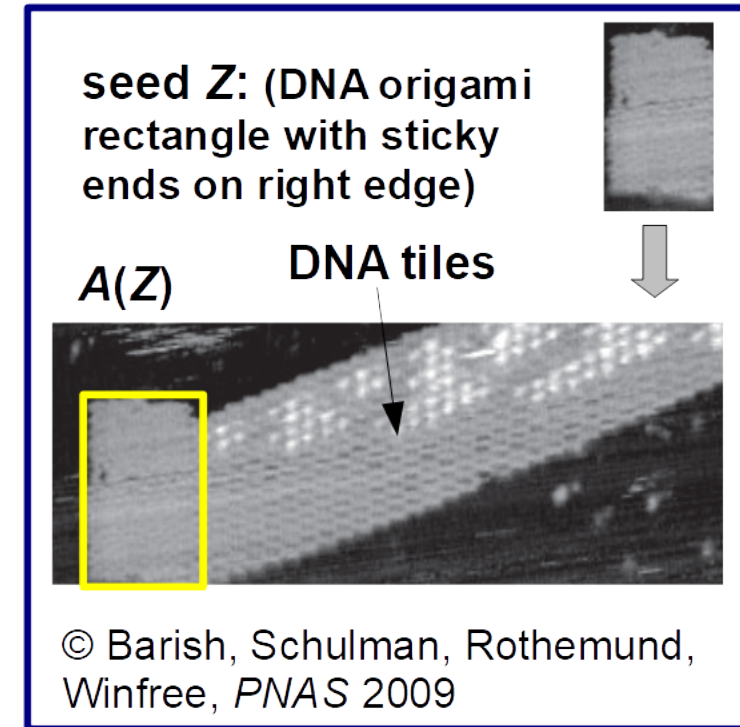 seed Z: (DNA origami
rectangle with sticky
ends on right edge)
A(Z)
DNA tiles
© Barish, Schulman, Rothemund,
Winfree, PNAS 2009